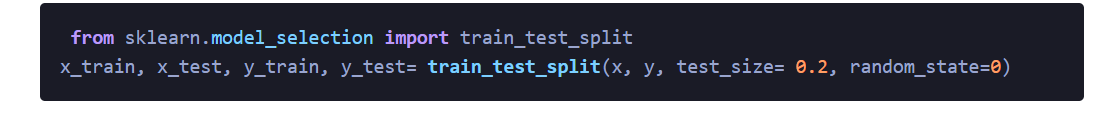 from sklearn.model_selection import train_test_split
x_train, x_test, y_train, y_test= train_test_split(x, y, test_size= 0.2, random_state=0)